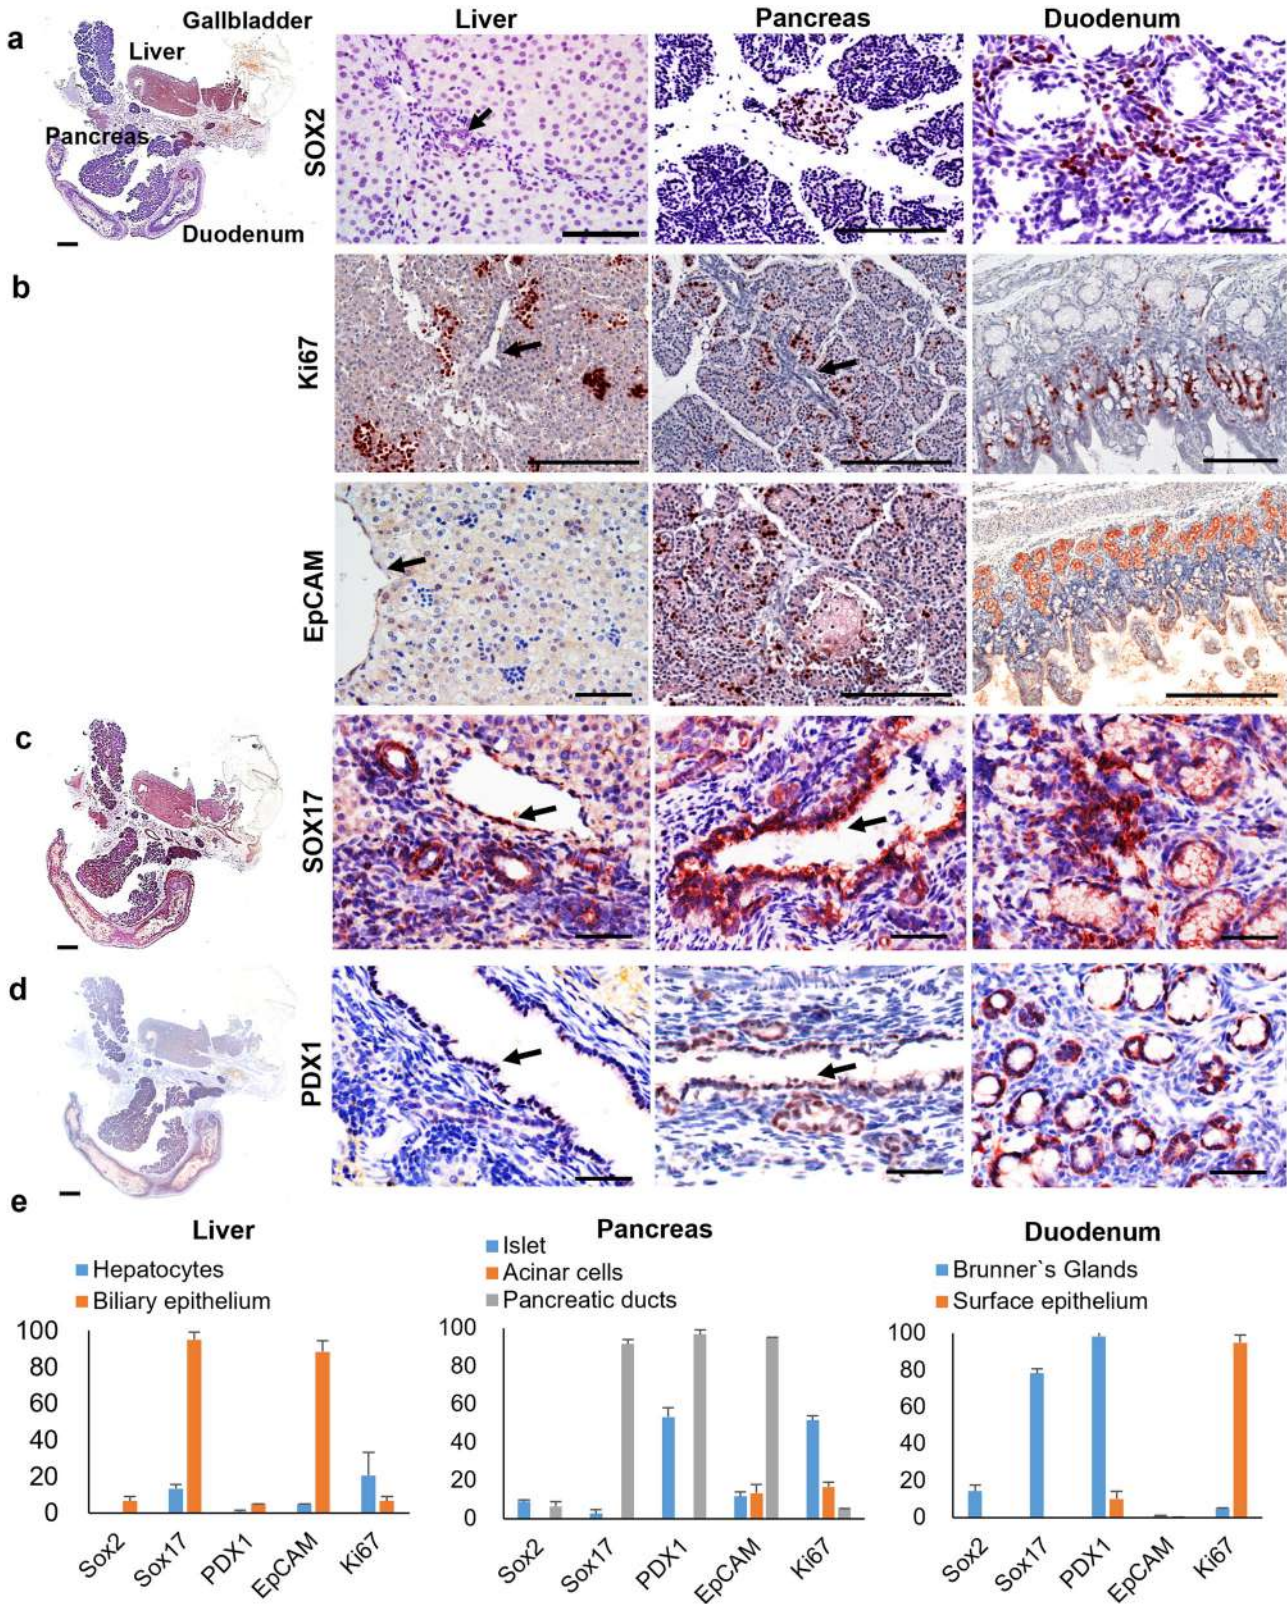 a
Gallbladder
Liver
Pancreas
Duodenum
Liver
Pancreas
Duodenum
SOX2
b
Ki67
EpCAM
c
SOX17
d
PDX1
e
Liver
Hepatocytes
Biliary epithelium
100
80
60
40
20
0
Sox2
Sox17
PDX1
EpCAM
Ki67
Pancreas
Islet
Acinar cells
Pancreatic ducts
100
80
60
40
20
0
Sox2
Sox17
PDX1
EpCAM
Ki67
Duodenum
Brunner`s Glands
Surface epithelium
100
80
60
40
20
0
Sox2
Sox17
PDX1
EpCAM
Ki67